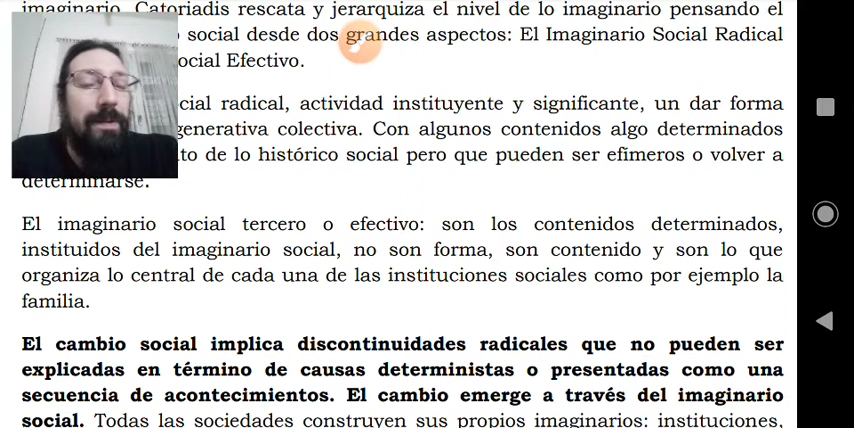 imaginario. Catoriadis rescata y jerarquiza el nivel de lo imaginario pensando el
social desde dos grandes aspectos: El Imaginario Social Radical
ocial Efectivo.
cial radical, actividad instituyente y significante, un dar forma
generativa colectiva. Con algunos contenidos algo determinados
to de lo histórico social pero que pueden ser efímeros o volver a
determinarse.
El imaginario social tercero o efectivo: son los contenidos determinados,
instituidos del imaginario social, no son forma, son contenido y son lo que
organiza lo central de cada una de las instituciones sociales como por ejemplo la
familia.
El cambio social implica discontinuidades radicales que no pueden ser
explicadas en término de causas deterministas o presentadas como una
secuencia de acontecimientos. El cambio emerge a través del imaginario
social. Todas las sociedades construyen sus propios imaginarios: instituciones,